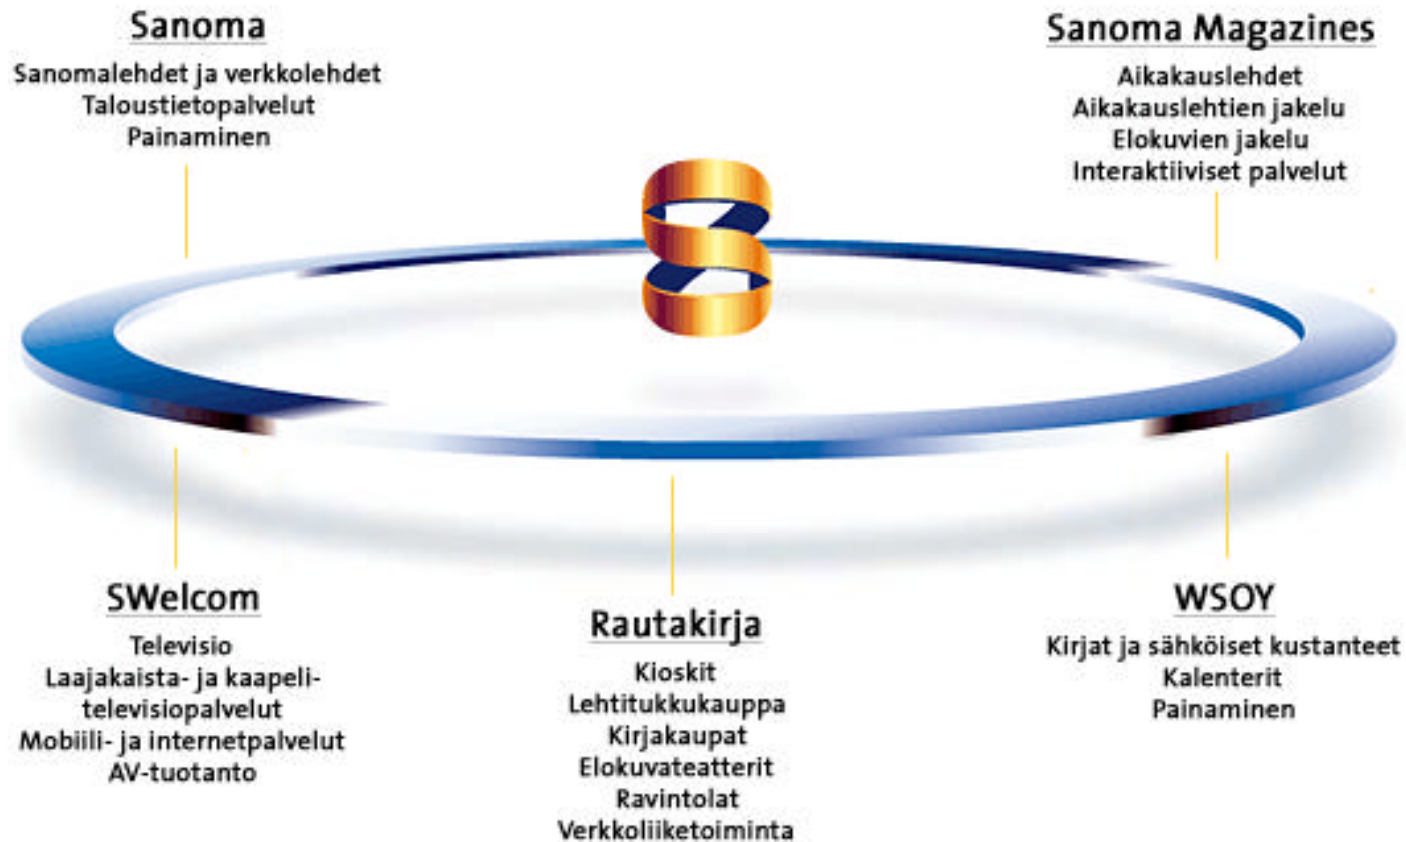 Sanoma
Sanomalehdet ja verkkolehdet
Taloustietopalvelut
Painaminen
Sanoma Magazines
Aikakauslehdet
Aikakauslehtien jakelu
Elokuvien jakelu
Interaktiiviset palvelut
SWelcom
Televisio
Laajakaista- ja kaapeli-
televisiopalvelut
Mobiili- ja internetpalvelut
AV-tuotanto
Rautakirja
Kioskit
Lehtitukkukauppa
Kirjakaupat
Elokuvateatterit
Ravintolat
Verkkoliiketoiminta
WSOY
Kirjat ja sähköiset kustanteet
Kalenterit
Painaminen